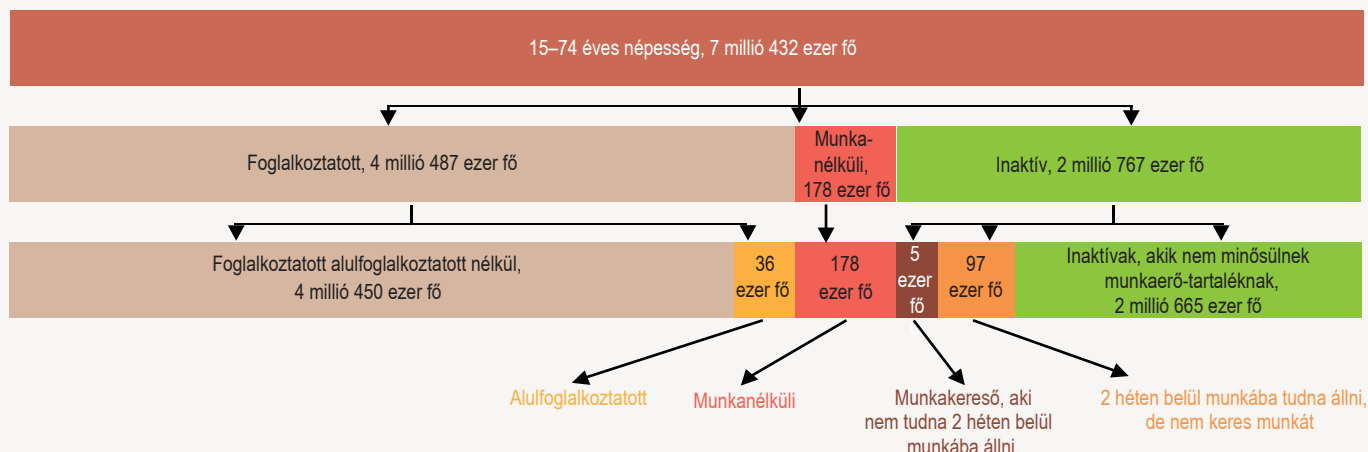 15–74 éves népesség, 7 millió 432 ezer fő
Foglalkoztatott, 4 millió 487 ezer fő
Munka-
nélküli,
178 ezer fő
Inaktív, 2 millió 767 ezer fő
Foglalkoztatott alulfoglalkoztatott nélkül,
4 millió 450 ezer fő
36
ezer fő
178
ezer fő
5
ezer
fő
97
ezer fő
Inaktívak, akik nem minősülnek
munkaerő-tartaléknak,
2 millió 665 ezer fő
Alulfoglalkoztatott
Munkanélküli
Munkakereső, aki
nem tudna 2 héten belül
munkába állni
2 héten belül munkába tudna állni,
de nem keres munkát